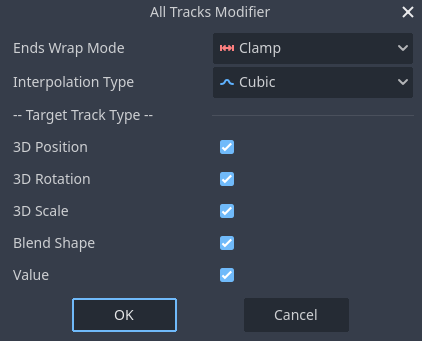 All Tracks Modifier
Ends Wrap Mode Clamp
Interpolation Type Cubic
-- Target Track Type --
3D Position
3D Rotation
3D Scale
Blend Shape
Value
OK Cancel